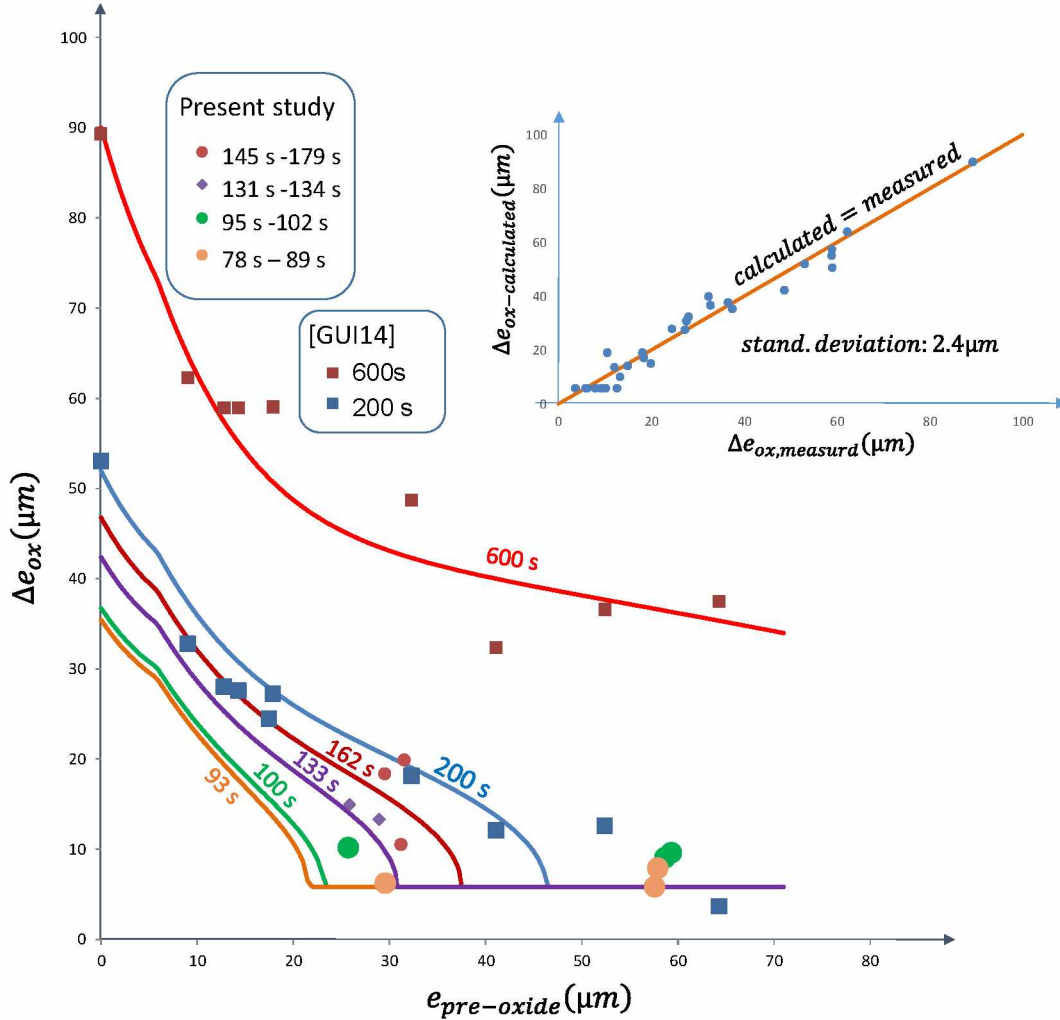 100
90
80
70
60
50
40
30
20
10
0
Δe_ox(μm)
Present study
145 s -179 s
131 s -134 s
95 s -102 s
78 s – 89 s
[GUI14]
600s
200 s
600 s
200 s
162 s
133 s
100 s
93 s
0 10 20 30 40 50 60 70 80
e_pre−oxide(μm)
100
80
60
40
20
0
Δe_ox−calculated(μm)
calculated = measured
stand. deviation: 2.4μm
0 20 40 60 80 100
Δe_ox,measurd(μm)